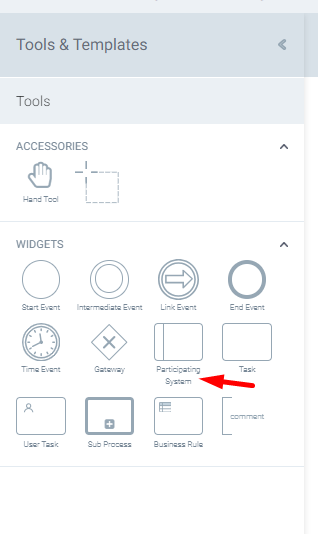 Tools & Templates
Tools
ACCESSORIES
Hand Tool
WIDGETS
Start Event
Intermediate Event
Link Event
End Event
Time Event
Gateway
Participating
System
Task
User Task
Sub Process
Business Rule
comment